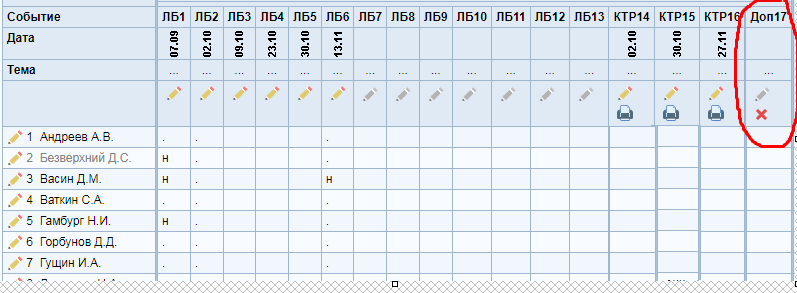 Событие ЛБ1 ЛБ2 ЛБ3 ЛБ4 ЛБ5 ЛБ6 ЛБ7 ЛБ8 ЛБ9 ЛБ10 ЛБ11 ЛБ12 ЛБ13 КТР14 КТР15 КТР16 Доп17
Дата 07.09 02.10 09.10 23.10 30.10 13.11 02.10 30.10 27.11
Тема ... ... ... ... ... ... ... ... ... ... ... ... ... ... ... ... ...
1 Андреев А.В. . . .
2 Безверхний Д.С. н . .
3 Васин Д.М. н . н
4 Ваткин С.А. . . .
5 Гамбург Н.И. н . .
6 Горбунов Д.Д. . . .
7 Гущин И.А. . . .